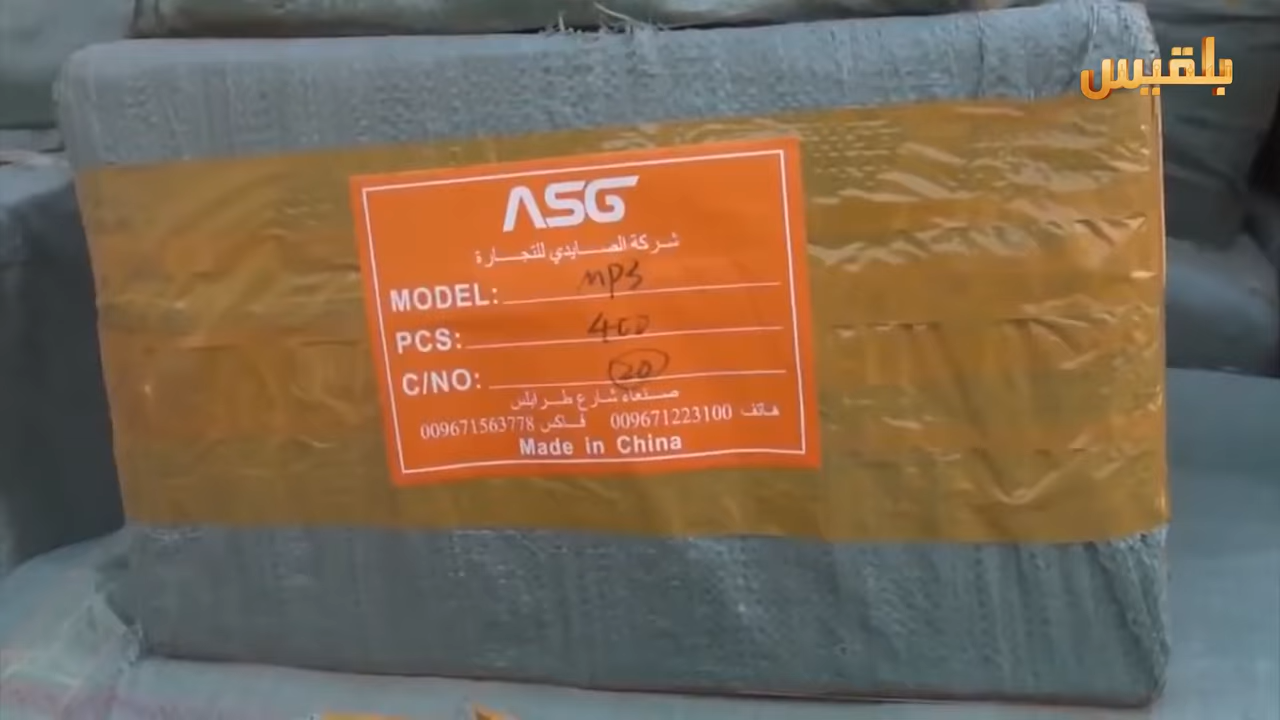 بلقيس
ASG
شركة الصايدي للتجارة
MODEL: MP3
PCS: 400
C/NO: 20
صنعاء شارع طرابلس
هاتف 009671223100 فاكس 009671563778
Made in China